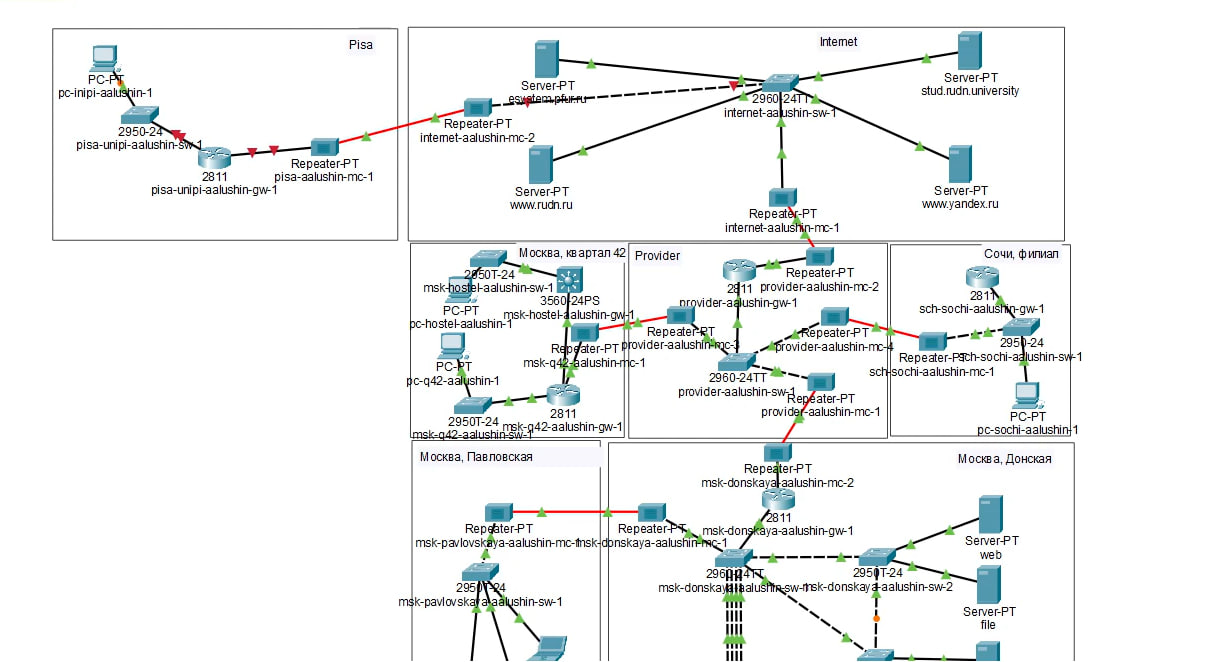 Pisa
PC-PT
pc-inipi-aalushin-1
2950-24
pisa-unipi-aalushin-sw-1
2811
pisa-unipi-aalushin-gw-1
Repeater-PT
pisa-aalushin-mc-1
Internet
Server-PT
esystem.pfur.ru
Repeater-PT
internet-aalushin-mc-2
Server-PT
www.rudn.ru
2960-24TT
internet-aalushin-sw-1
Server-PT
stud.rudn.university
Server-PT
www.yandex.ru
Repeater-PT
internet-aalushin-mc-1
Москва, квартал 42
2950T-24
msk-hostel-aalushin-sw-1
PC-PT
pc-hostel-aalushin-1
3560-24PS
msk-hostel-aalushin-gw-1
Repeater-PT
msk-q42-aalushin-mc-1
PC-PT
pc-q42-aalushin-1
2950T-24
msk-q42-aalushin-sw-1
2811
msk-q42-aalushin-gw-1
Provider
Repeater-PT
provider-aalushin-mc-2
2811
provider-aalushin-gw-1
Repeater-PT
provider-aalushin-mc-3
Repeater-PT
provider-aalushin-mc-4
2960-24TT
provider-aalushin-sw-1
Repeater-PT
provider-aalushin-mc-1
Сочи, филиал
2811
sch-sochi-aalushin-gw-1
2950-24
sch-sochi-aalushin-sw-1
Repeater-PT
sch-sochi-aalushin-mc-1
PC-PT
pc-sochi-aalushin-1
Москва, Павловская
Repeater-PT
msk-pavlovskaya-aalushin-mc-1
2950T-24
msk-pavlovskaya-aalushin-sw-1
Москва, Донская
Repeater-PT
msk-donskaya-aalushin-mc-2
2811
msk-donskaya-aalushin-gw-1
Repeater-PT
msk-donskaya-aalushin-mc-1
2960-24TT
msk-donskaya-aalushin-sw-1
2950T-24
msk-donskaya-aalushin-sw-2
Server-PT
web
Server-PT
file